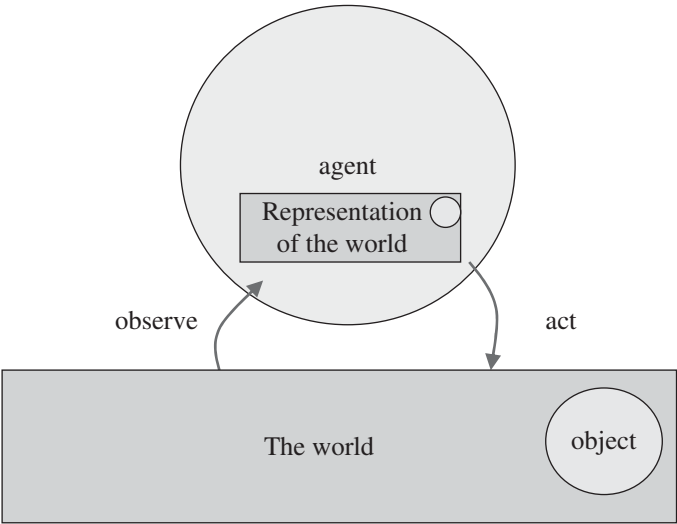 agent
Representation
of the world
observe
act
The world
object